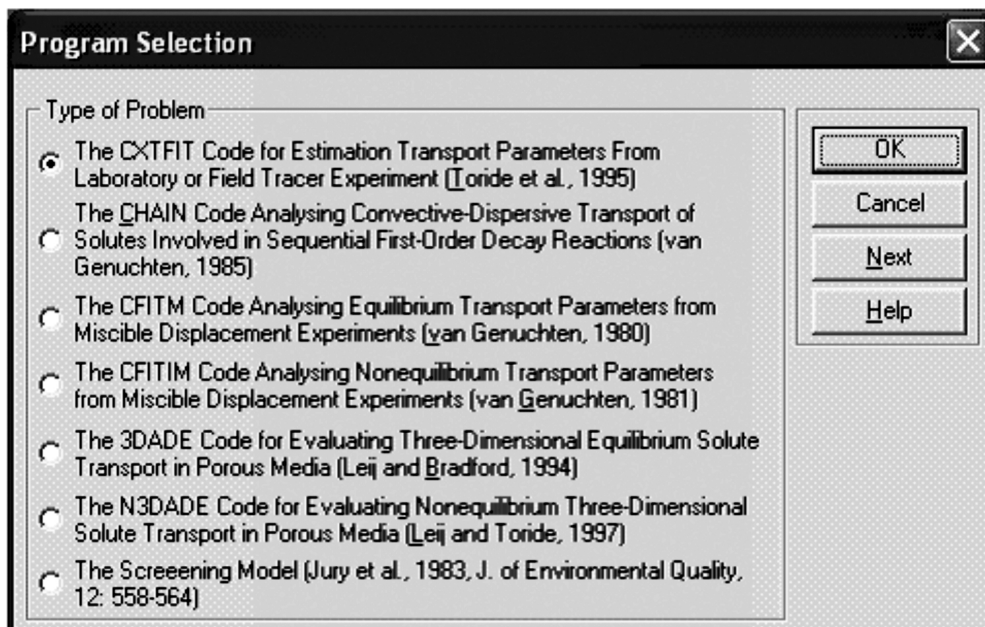 Program Selection
Type of Problem
The CXTFIT Code for Estimation Transport Parameters From
Laboratory or Field Tracer Experiment (Toride et al., 1995)
The CHAIN Code Analysing Convective-Dispersive Transport of
Solutes Involved in Sequential First-Order Decay Reactions (van
Genuchten, 1985)
The CFITM Code Analysing Equilibrium Transport Parameters from
Miscible Displacement Experiments (van Genuchten, 1980)
The CFITIM Code Analysing Nonequilibrium Transport Parameters
from Miscible Displacement Experiments (van Genuchten, 1981)
The 3DADE Code for Evaluating Three-Dimensional Equilibrium Solute
Transport in Porous Media (Leij and Bradford, 1994)
The N3DADE Code for Evaluating Nonequilibrium Three-Dimensional
Solute Transport in Porous Media (Leij and Toride, 1997)
The Screeening Model (Jury et al., 1983, J. of Environmental Quality,
12: 558-564)
OK
Cancel
Next
Help